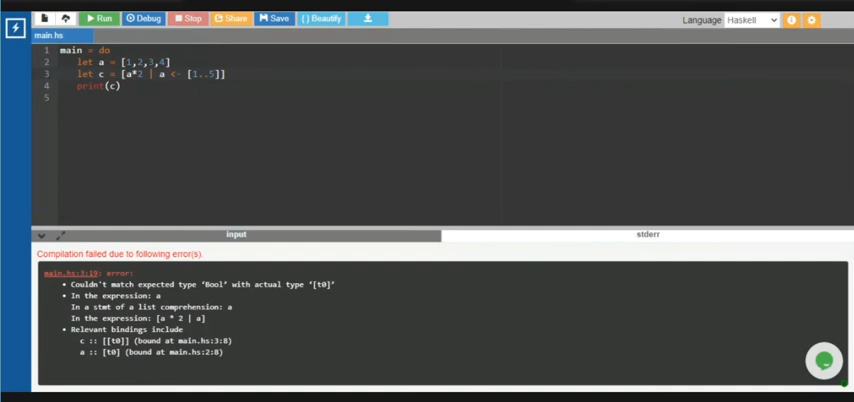 Run Debug Stop Share Save { } Beautify Language Haskell
main.hs
1 main = do
2 let a = [1,2,3,4]
3 let c = [a*2 | a <- [1..5]]
4 print(c)
5
input stderr
Compilation failed due to following error(s).
main.hs:3:19: error:
• Couldn't match expected type ‘Bool’ with actual type ‘[t0]’
• In the expression: a
In a stmt of a list comprehension: a
In the expression: [a * 2 | a]
• Relevant bindings include
c :: [[t0]] (bound at main.hs:3:8)
a :: [t0] (bound at main.hs:2:8)